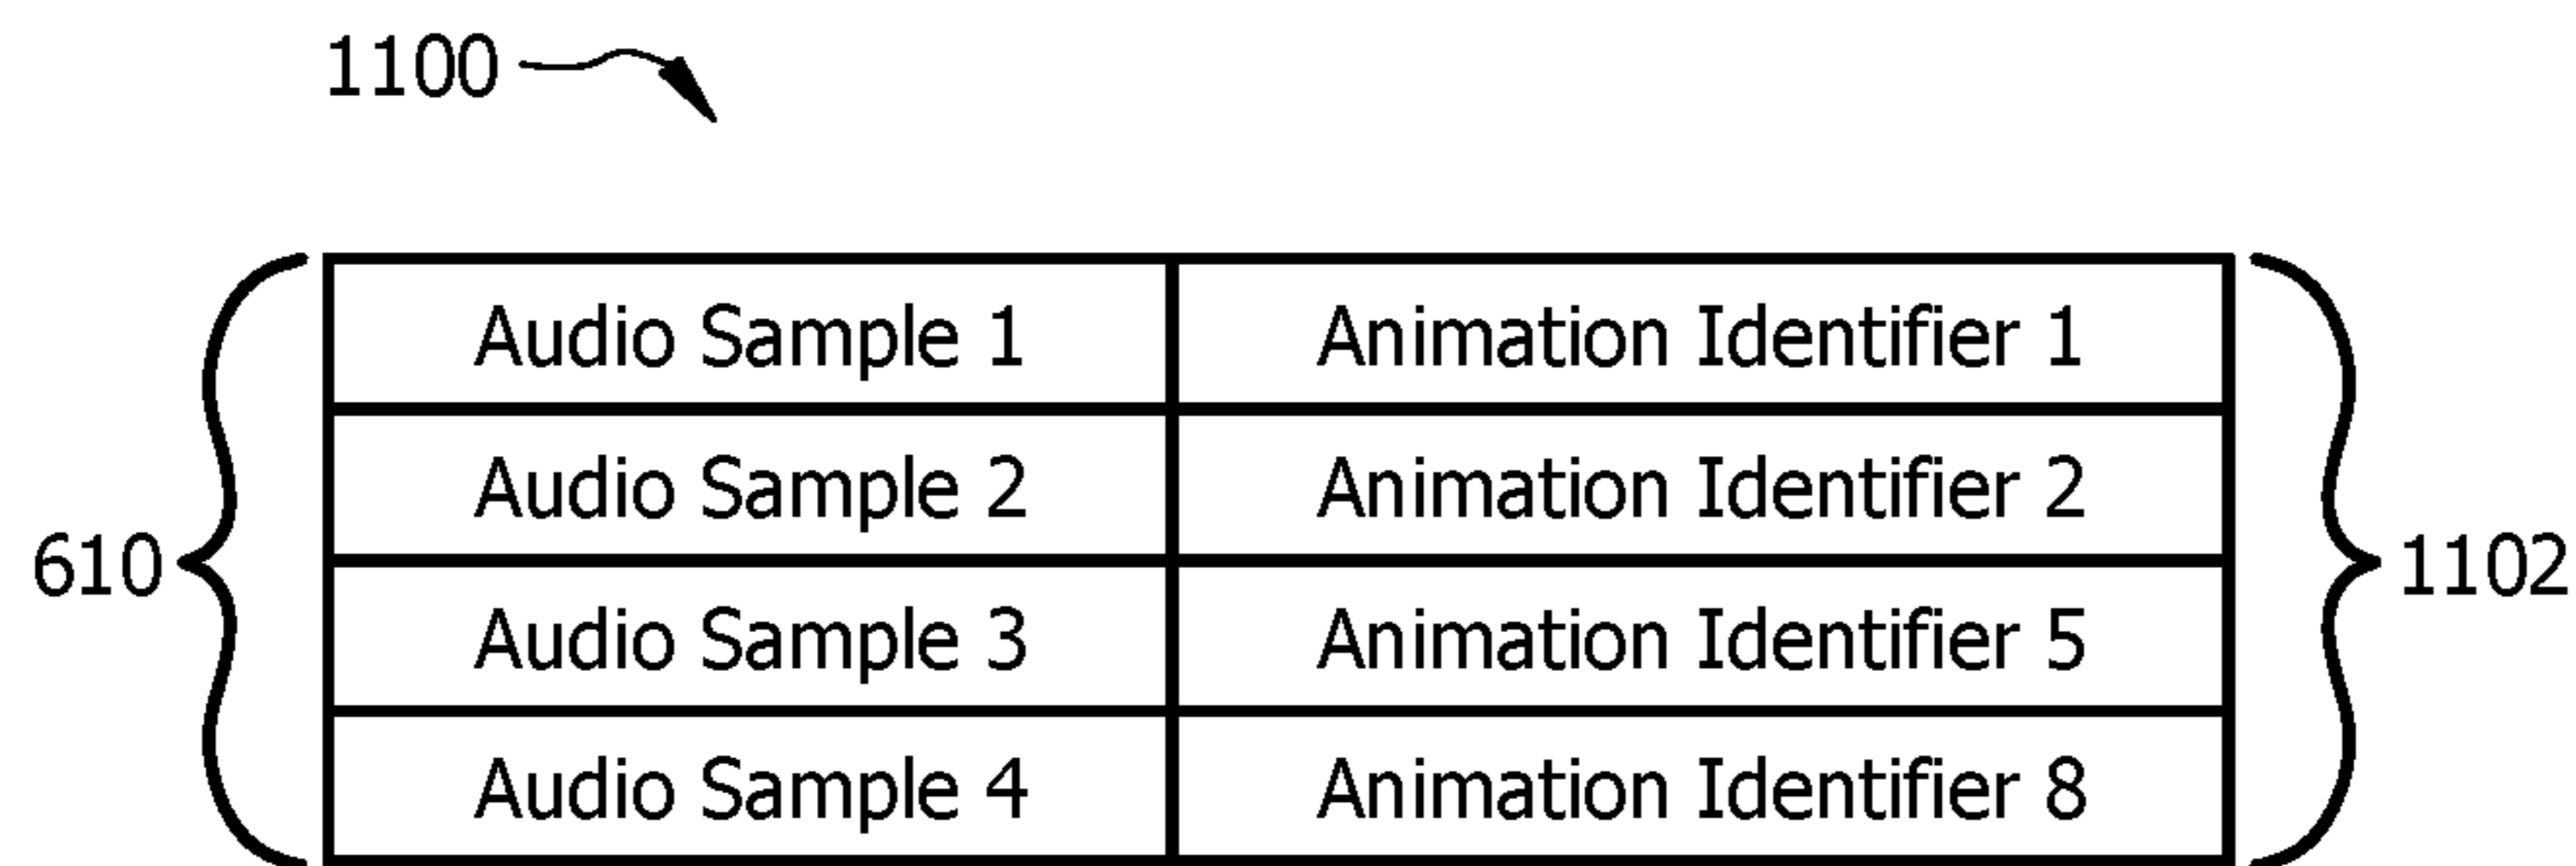 1100
Audio Sample 1 Animation Identifier 1
Audio Sample 2 Animation Identifier 2
610 1102
Audio Sample 3 Animation Identifier 5
Audio Sample 4 Animation Identifier 8